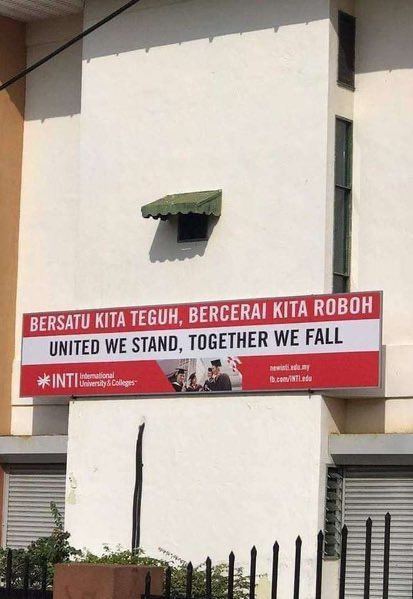 BERSATU KITA TEGUH, BERCERAI KITA ROBOH
UNITED WE STAND, TOGETHER WE FALL
INTI International
University & Colleges
newinti.edu.my
fb.com/INTI.edu